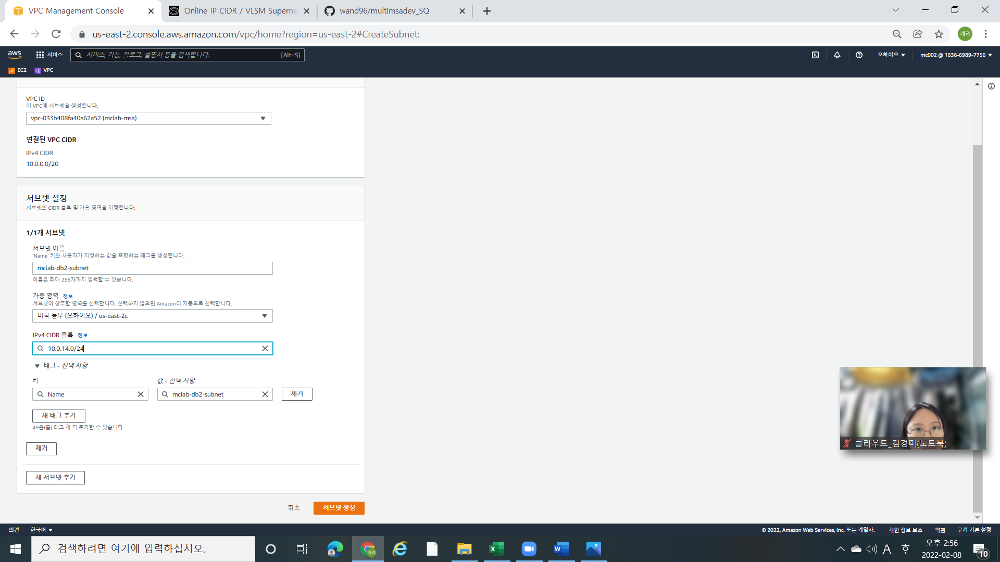 VPC Management Console
Online IP CIDR / VLSM Superne
wand96/multimsadev_SQ
us-east-2.console.aws.amazon.com/vpc/home?region=us-east-2#CreateSubnet:
개리
aws
서비스
서비스, 기능, 블로그, 설명서 등을 검색합니다.
[Alt+S]
오하이오
mc002 @ 1636-6989-7756
EC2
VPC
VPC ID
이 VPC에 서브넷을 생성합니다.
vpc-033b408fa40a62a52 (mclab-msa)
연결된 VPC CIDR
IPv4 CIDR
10.0.0.0/20
서브넷 설정
서브넷의 CIDR 블록 및 가용 영역을 지정합니다.
1/1개 서브넷
서브넷 이름
'Name' 키와 사용자가 지정하는 값을 포함하는 태그를 생성합니다.
mclab-db2-subnet
이름은 최대 256자까지 입력할 수 있습니다.
가용 영역 정보
서브넷이 상주할 영역을 선택합니다. 선택하지 않으면 Amazon이 자동으로 선택합니다.
미국 동부 (오하이오) / us-east-2c
IPv4 CIDR 블록 정보
10.0.14.0/24
태그 - 선택 사항
키
값 - 선택 사항
Name
mclab-db2-subnet
제거
새 태그 추가
49을(를) 태그.개 더 추가할 수 있습니다.
제거
새 서브넷 추가
취소
서브넷 생성
클라우드_김경미(노트북)
의견
한국어
© 2022, Amazon Web Services, Inc. 또는 계열사.
개인 정보 보호
약관
쿠키 기본 설정
검색하려면 여기에 입력하십시오.
개리
A
오후 2:56
2022-02-08
10